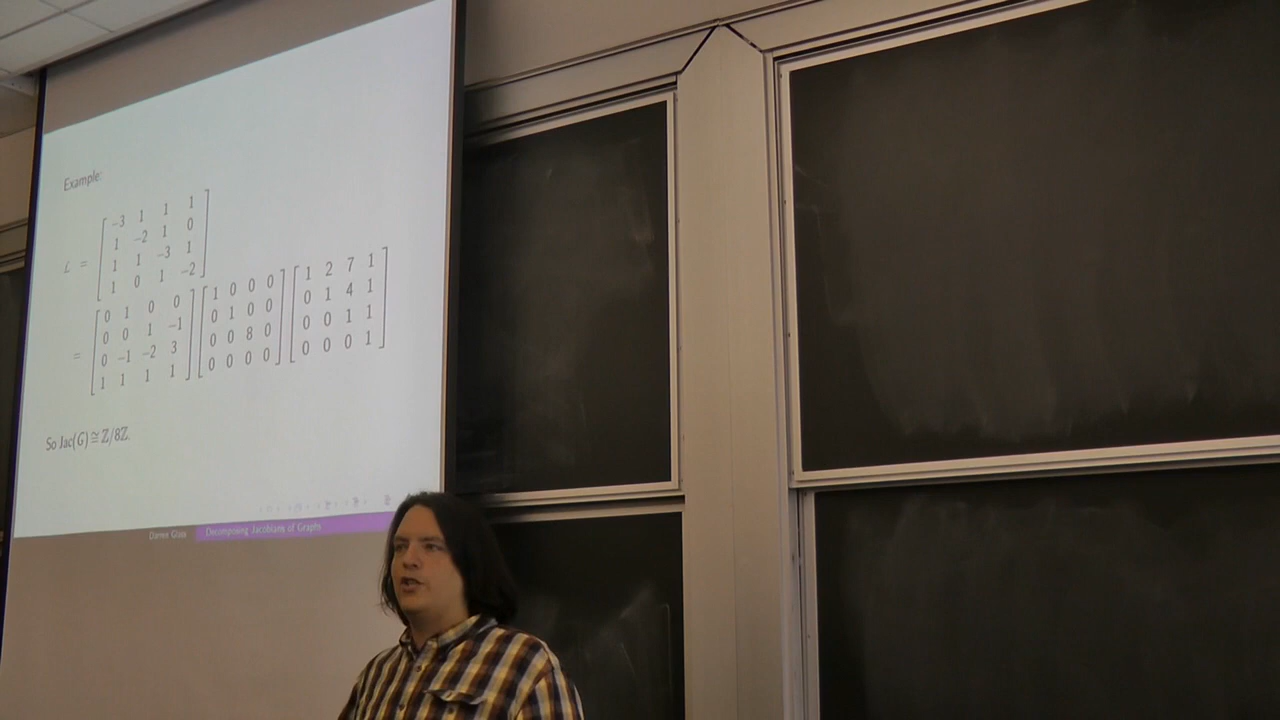 Example:
ℒ = [ -3 1 1 1
1 -2 1 0
1 1 -3 1
1 0 1 -2 ]
= [ 0 1 0 0
0 0 1 -1
0 -1 -2 3
1 1 1 1 ] [ 1 0 0 0
0 1 0 0
0 0 8 0
0 0 0 0 ] [ 1 2 7 1
0 1 4 1
0 0 1 1
0 0 0 1 ]
So Jac(G) ≅ ℤ/8ℤ.
Darren Glass Decomposing Jacobians of Graphs